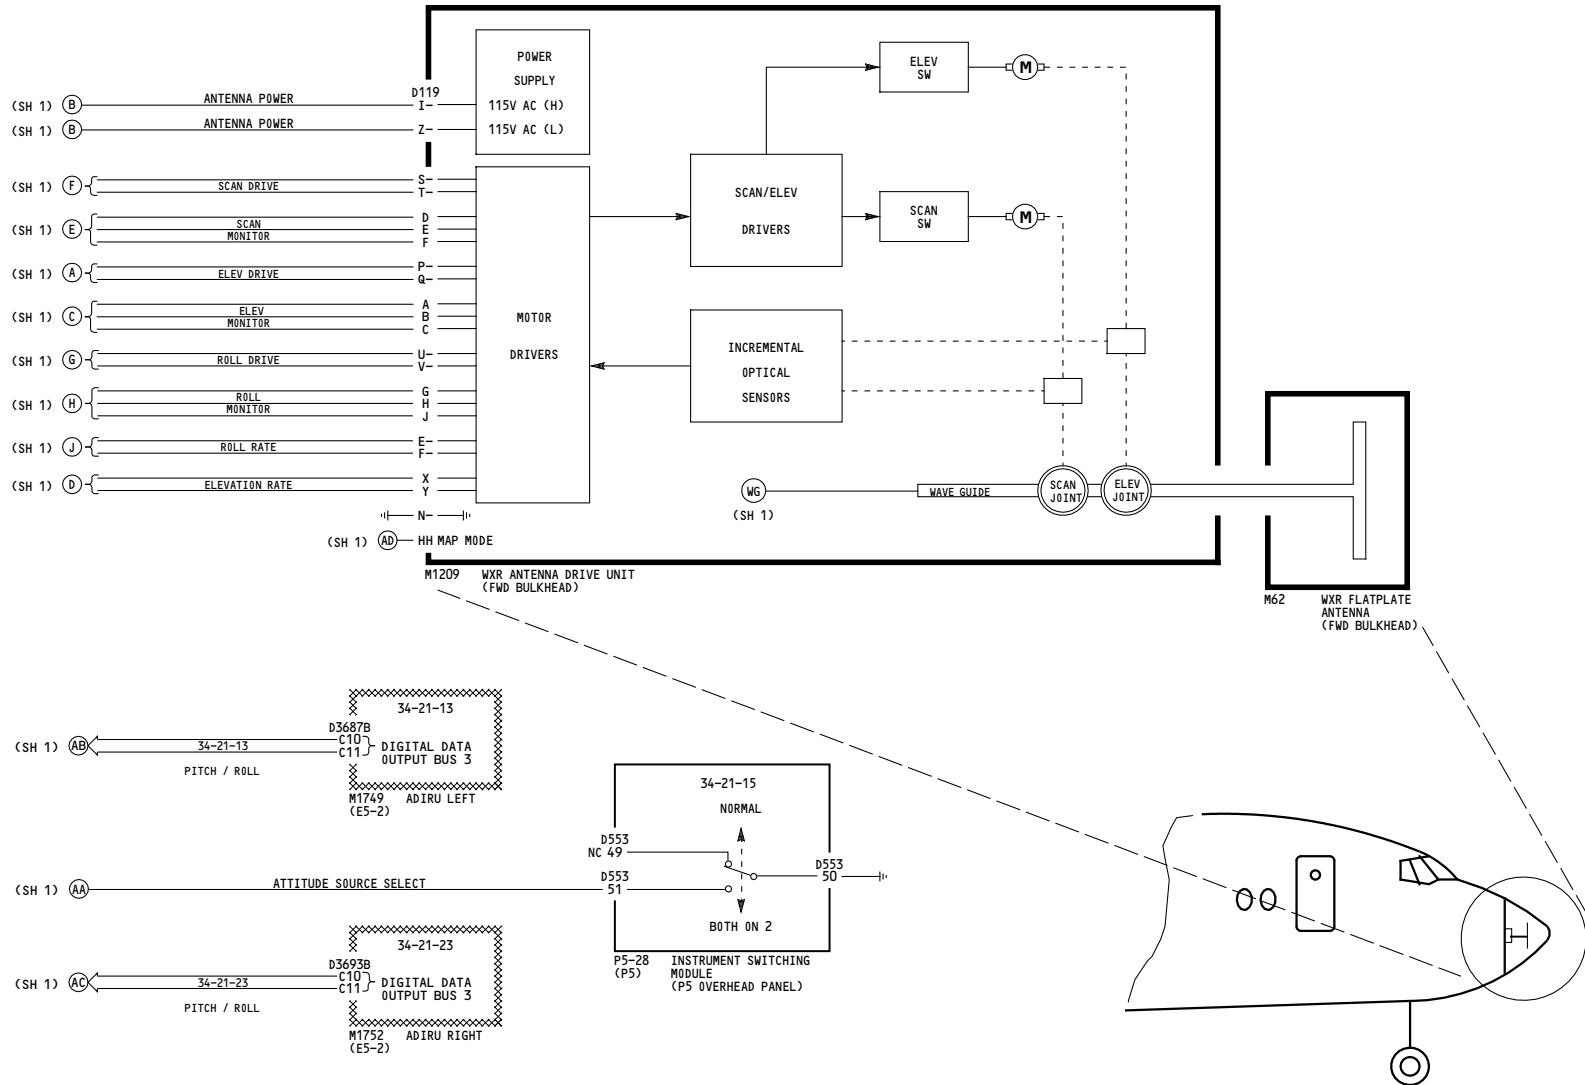 POWER
SUPPLY
115V AC (H)
115V AC (L)
ELEV
SW
M
D119
(SH 1) B ANTENNA POWER I-
(SH 1) B ANTENNA POWER Z-
(SH 1) F SCAN DRIVE S-
T-
(SH 1) E SCAN
MONITOR
D
E
F
(SH 1) A ELEV DRIVE P-
Q-
(SH 1) C ELEV
MONITOR
A
B
C
(SH 1) G ROLL DRIVE U-
V-
(SH 1) H ROLL
MONITOR
G
H
J
(SH 1) J ROLL RATE E-
F-
(SH 1) D ELEVATION RATE X
Y
N-
(SH 1) AD HH MAP MODE
MOTOR
DRIVERS
SCAN/ELEV
DRIVERS
SCAN
SW
M
INCREMENTAL
OPTICAL
SENSORS
WG
(SH 1)
WAVE GUIDE
SCAN
JOINT
ELEV
JOINT
M1209 WXR ANTENNA DRIVE UNIT
(FWD BULKHEAD)
M62 WXR FLATPLATE
ANTENNA
(FWD BULKHEAD)
34-21-13
D3687B
(SH 1) AB 34-21-13 C10
C11
PITCH / ROLL
DIGITAL DATA
OUTPUT BUS 3
M1749 ADIRU LEFT
(E5-2)
34-21-15
NORMAL
D553
NC 49
(SH 1) AA ATTITUDE SOURCE SELECT
D553
51
D553
50
BOTH ON 2
P5-28 INSTRUMENT SWITCHING
(P5) MODULE
(P5 OVERHEAD PANEL)
34-21-23
D3693B
(SH 1) AC 34-21-23 C10
C11
PITCH / ROLL
DIGITAL DATA
OUTPUT BUS 3
M1752 ADIRU RIGHT
(E5-2)